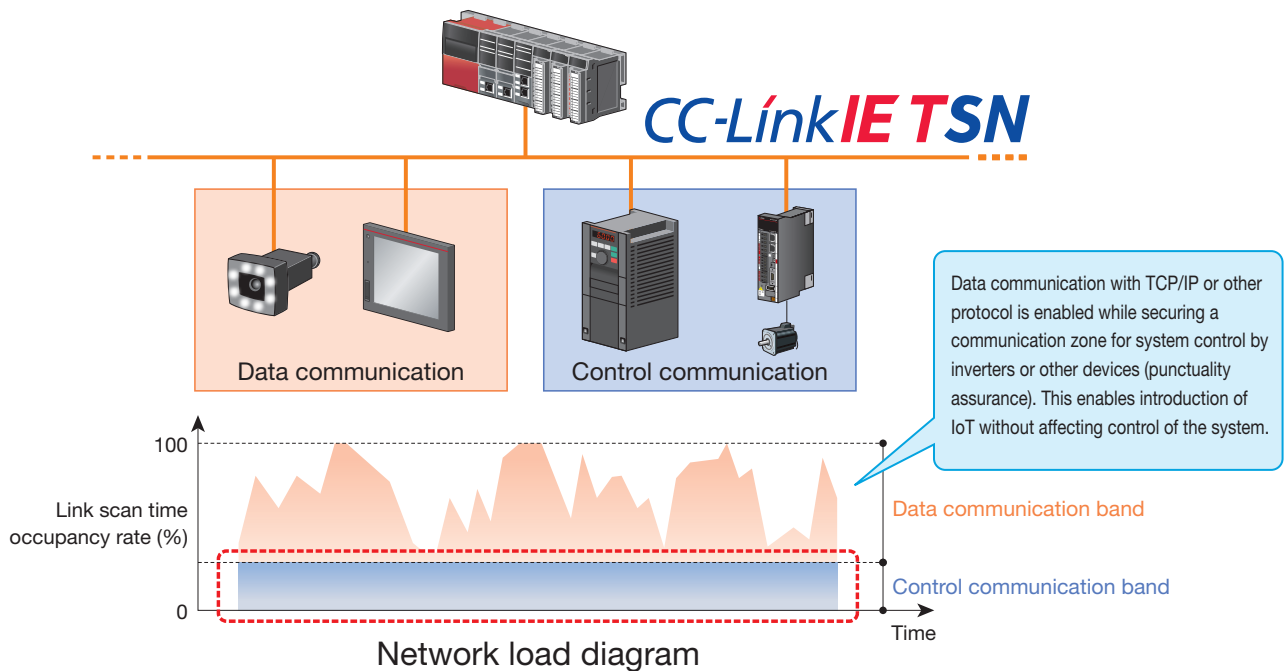 CC-Link IE TSN
Data communication
Control communication
Data communication with TCP/IP or other
protocol is enabled while securing a
communication zone for system control by
inverters or other devices (punctuality
assurance). This enables introduction of
IoT without affecting control of the system.
100
Link scan time
occupancy rate (%)
0
Data communication band
Control communication band
Time
Network load diagram